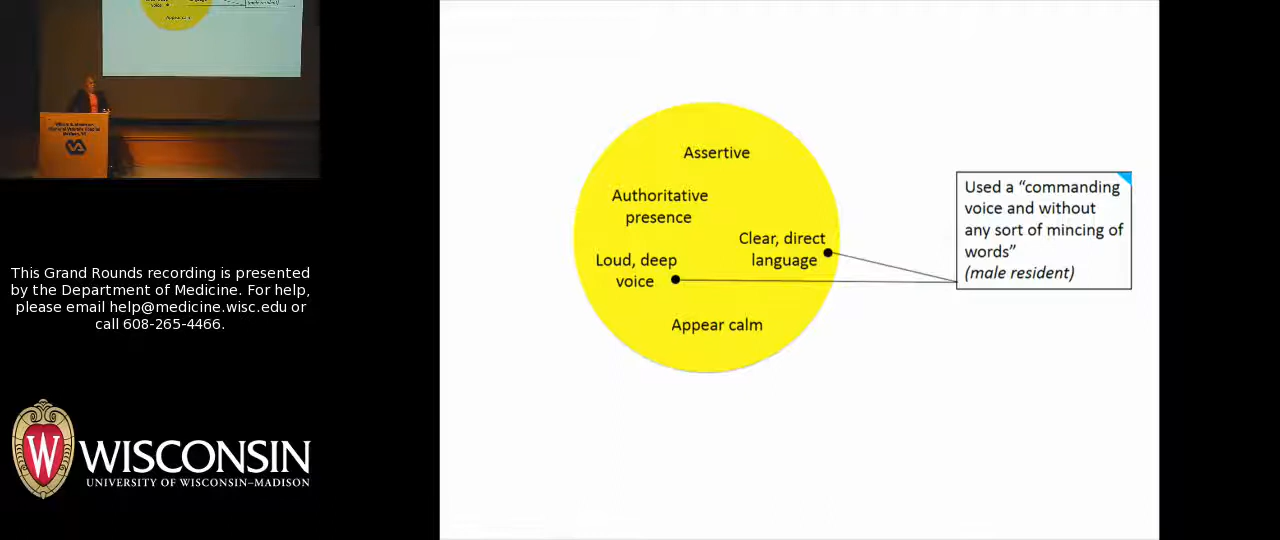 This Grand Rounds recording is presented
by the Department of Medicine. For help,
please email help@medicine.wisc.edu or
call 608-265-4466.
WISCONSIN
UNIVERSITY OF WISCONSIN–MADISON
Assertive
Authoritative
presence
Clear, direct
language
Loud, deep
voice
Appear calm
Used a “commanding
voice and without
any sort of mincing of
words”
(male resident)